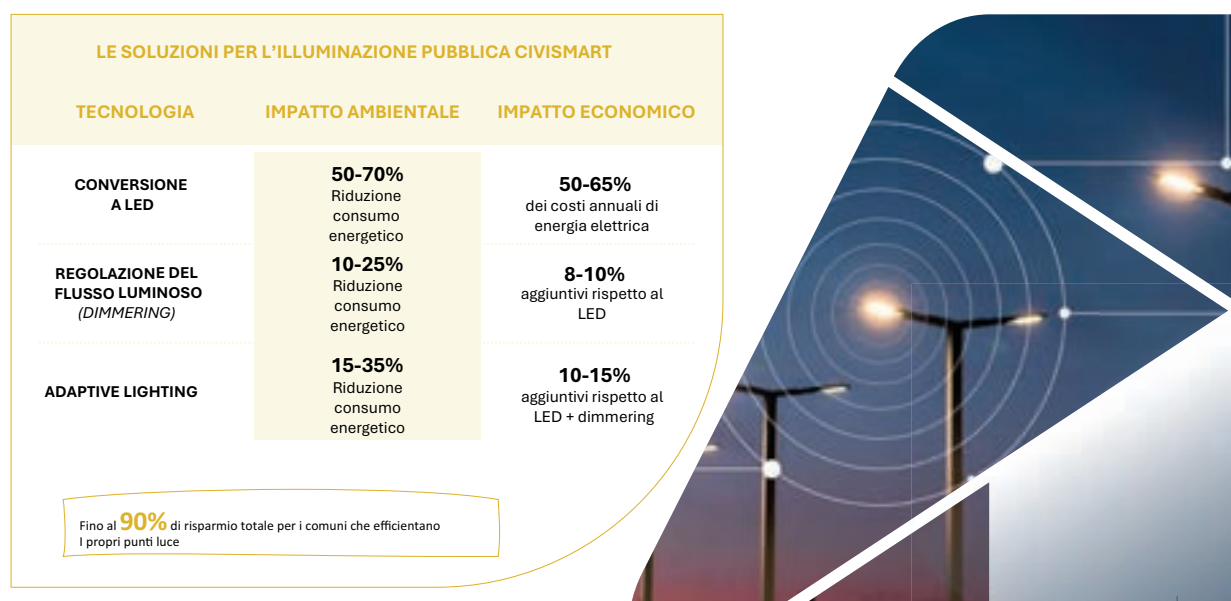 LE SOLUZIONI PER L'ILLUMINAZIONE PUBBLICA CIVISMART
TECNOLOGIA IMPATTO AMBIENTALE IMPATTO ECONOMICO
CONVERSIONE
A LED
50-70%
Riduzione
consumo
energetico
50-65%
dei costi annuali di
energia elettrica
REGOLAZIONE DEL
FLUSSO LUMINOSO
(DIMMERING)
10-25%
Riduzione
consumo
energetico
8-10%
aggiuntivi rispetto al
LED
ADAPTIVE LIGHTING
15-35%
Riduzione
consumo
energetico
10-15%
aggiuntivi rispetto al
LED + dimmering
Fino al 90% di risparmio totale per i comuni che efficientano
I propri punti luce